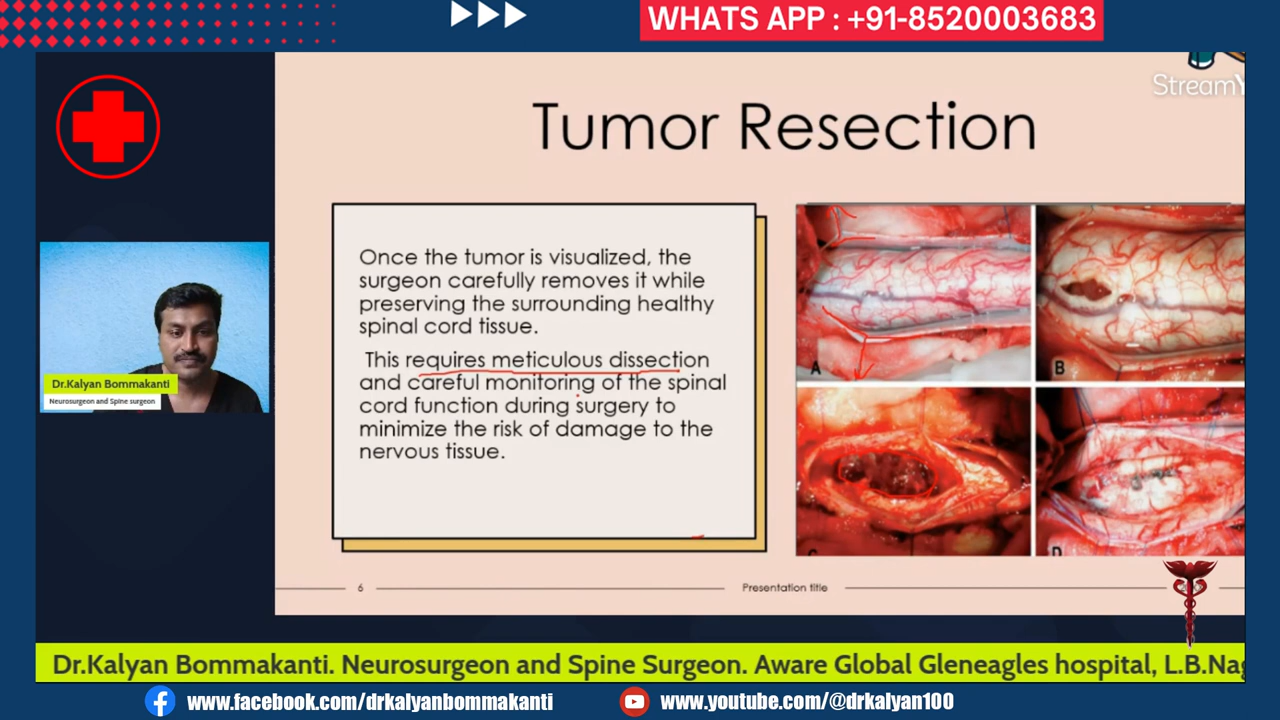 WHATS APP : +91-8520003683
StreamY
Tumor Resection
Once the tumor is visualized, the
surgeon carefully removes it while
preserving the surrounding healthy
spinal cord tissue.
This requires meticulous dissection
and careful monitoring of the spinal
cord function during surgery to
minimize the risk of damage to the
nervous tissue.
A
B
C
D
Dr.Kalyan Bommakanti
Neurosurgeon and Spine surgeon
6
Presentation title
Dr.Kalyan Bommakanti. Neurosurgeon and Spine Surgeon. Aware Global Gleneagles hospital, L.B.Nag
www.facebook.com/drkalyanbommakanti
www.youtube.com/@drkalyan100